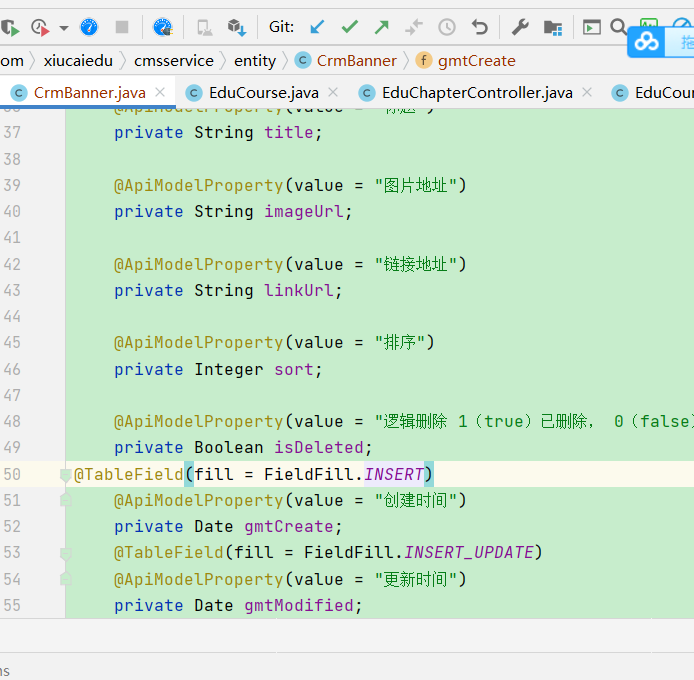 Git:
om xiucaiedu cmsservice entity CrmBanner gmtCreate
CrmBanner.java EduCourse.java EduChapterController.java EduCour
37 private String title;
38
39 @ApiModelProperty(value = "图片地址")
40 private String imageUrl;
41
42 @ApiModelProperty(value = "链接地址")
43 private String linkUrl;
44
45 @ApiModelProperty(value = "排序")
46 private Integer sort;
47
48 @ApiModelProperty(value = "逻辑删除 1（true）已删除， 0（false）
49 private Boolean isDeleted;
50 @TableField(fill = FieldFill.INSERT)
51 @ApiModelProperty(value = "创建时间")
52 private Date gmtCreate;
53 @TableField(fill = FieldFill.INSERT_UPDATE)
54 @ApiModelProperty(value = "更新时间")
55 private Date gmtModified;